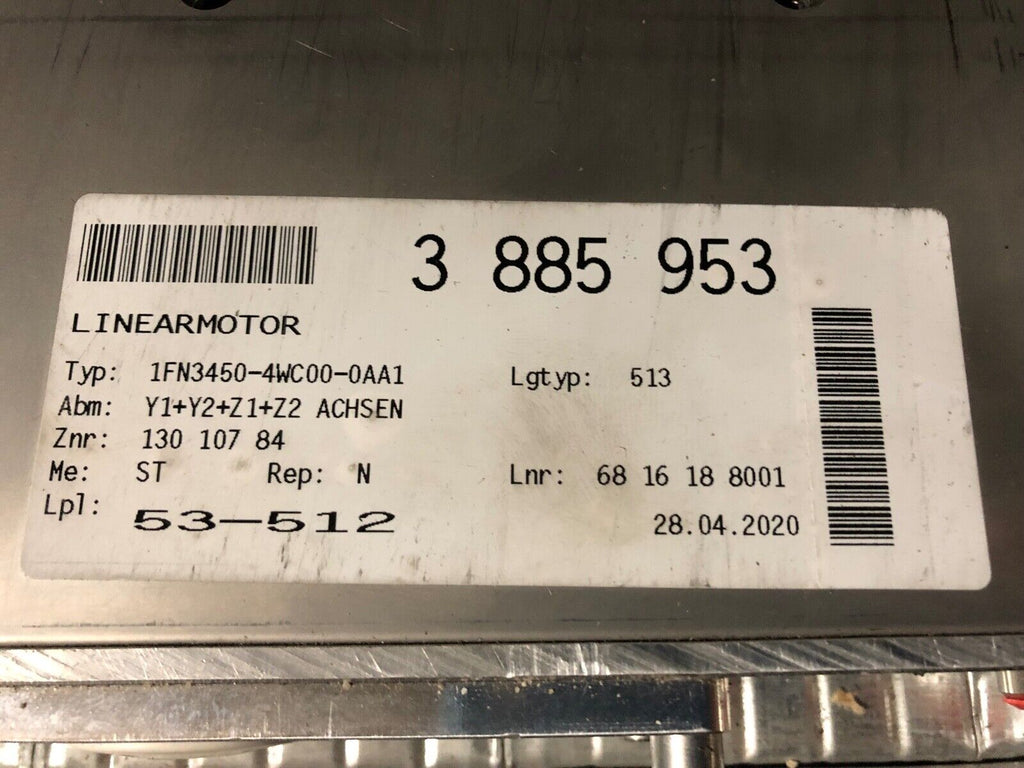 3 885 953
LINEARMOTOR
Typ: 1FN3450-4WC00-0AA1 Lgtyp: 513
Abm: Y1+Y2+Z1+Z2 ACHSEN
Znr: 130 107 84
Me: ST Rep: N Lnr: 68 16 18 8001
Lpl: 53-512 28.04.2020